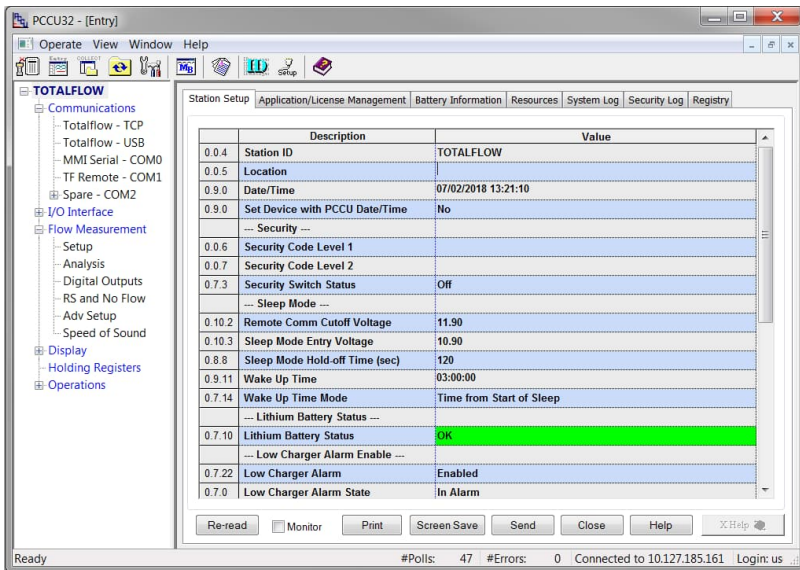 PCCU32 - [Entry]
Operate View Window Help
Entry COLLECT MB ID Setup
TOTALFLOW
Communications
Totalflow - TCP
Totalflow - USB
MMI Serial - COM0
TF Remote - COM1
Spare - COM2
I/O Interface
Flow Measurement
Setup
Analysis
Digital Outputs
RS and No Flow
Adv Setup
Speed of Sound
Display
Holding Registers
Operations
Station Setup Application/License Management Battery Information Resources System Log Security Log Registry
Description Value
0.0.4 Station ID TOTALFLOW
0.0.5 Location
0.9.0 Date/Time 07/02/2018 13:21:10
0.9.0 Set Device with PCCU Date/Time No
--- Security ---
0.0.6 Security Code Level 1
0.0.7 Security Code Level 2
0.7.3 Security Switch Status Off
--- Sleep Mode ---
0.10.2 Remote Comm Cutoff Voltage 11.90
0.10.3 Sleep Mode Entry Voltage 10.90
0.8.8 Sleep Mode Hold-off Time (sec) 120
0.9.11 Wake Up Time 03:00:00
0.7.14 Wake Up Time Mode Time from Start of Sleep
--- Lithium Battery Status ---
0.7.10 Lithium Battery Status OK
--- Low Charger Alarm Enable ---
0.7.22 Low Charger Alarm Enabled
0.7.0 Low Charger Alarm State In Alarm
Re-read Monitor Print Screen Save Send Close Help X Help
Ready #Polls: 47 #Errors: 0 Connected to 10.127.185.161 Login: us